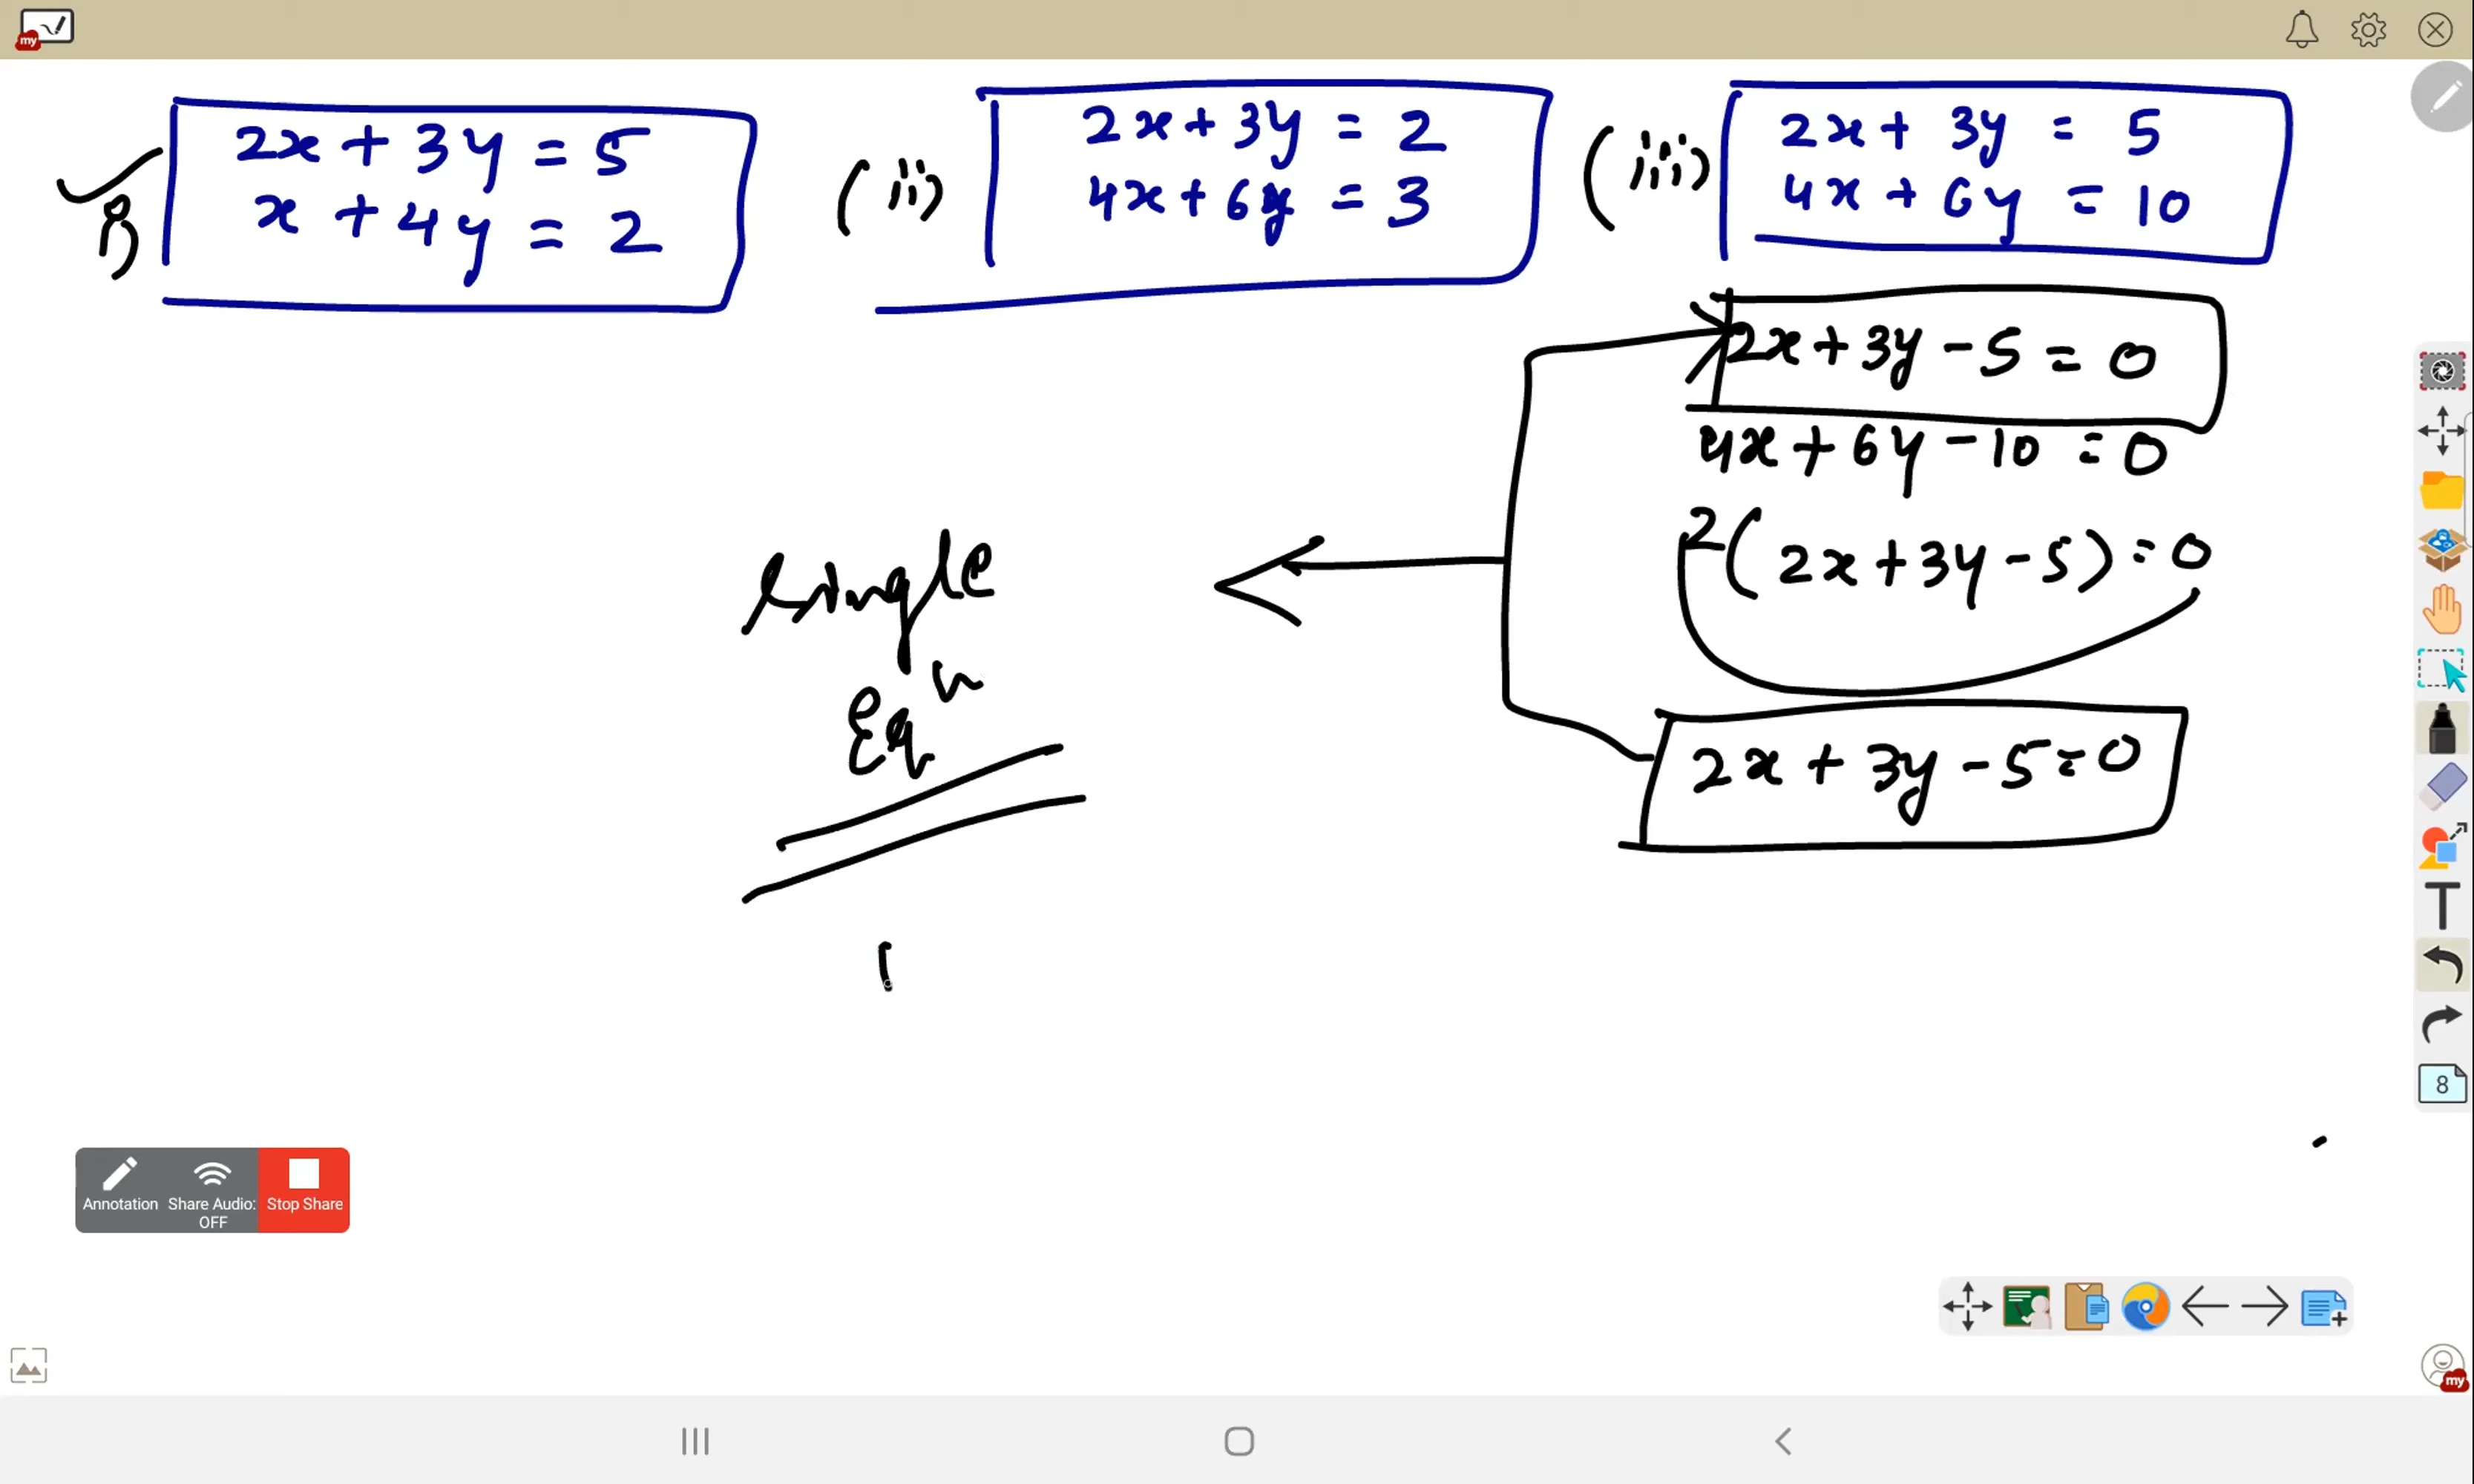 my
i)
2x + 3y = 5
x + 4y = 2
(ii)
2x + 3y = 2
4x + 6y = 3
(iii)
2x + 3y = 5
4x + 6y = 10
2x + 3y - 5 = 0
4x + 6y - 10 = 0
2(2x + 3y - 5) = 0
2x + 3y - 5 = 0
single
Eqⁿ
T
8
Annotation
Share Audio:
OFF
Stop Share
my